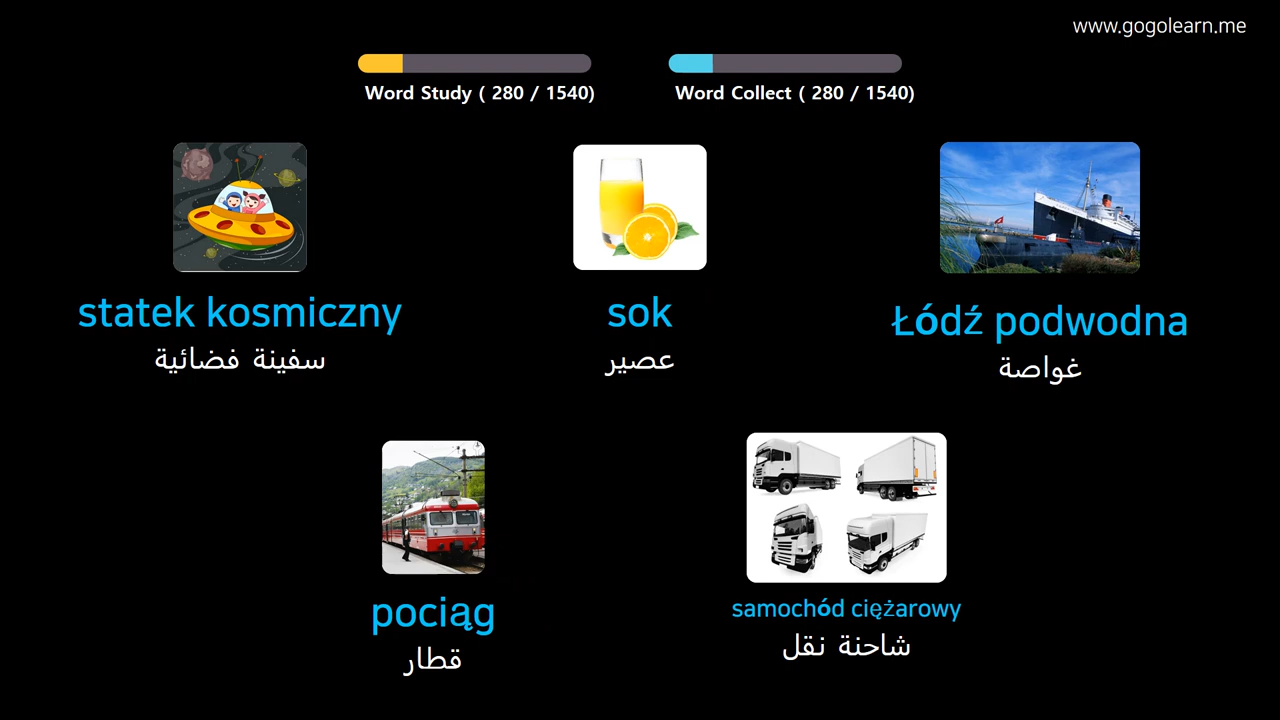 www.gogolearn.me
Word Study ( 280 / 1540)
Word Collect ( 280 / 1540)
statek kosmiczny
سفينة فضائية
sok
عصير
Łódź podwodna
غواصة
pociąg
قطار
samochód ciężarowy
شاحنة نقل